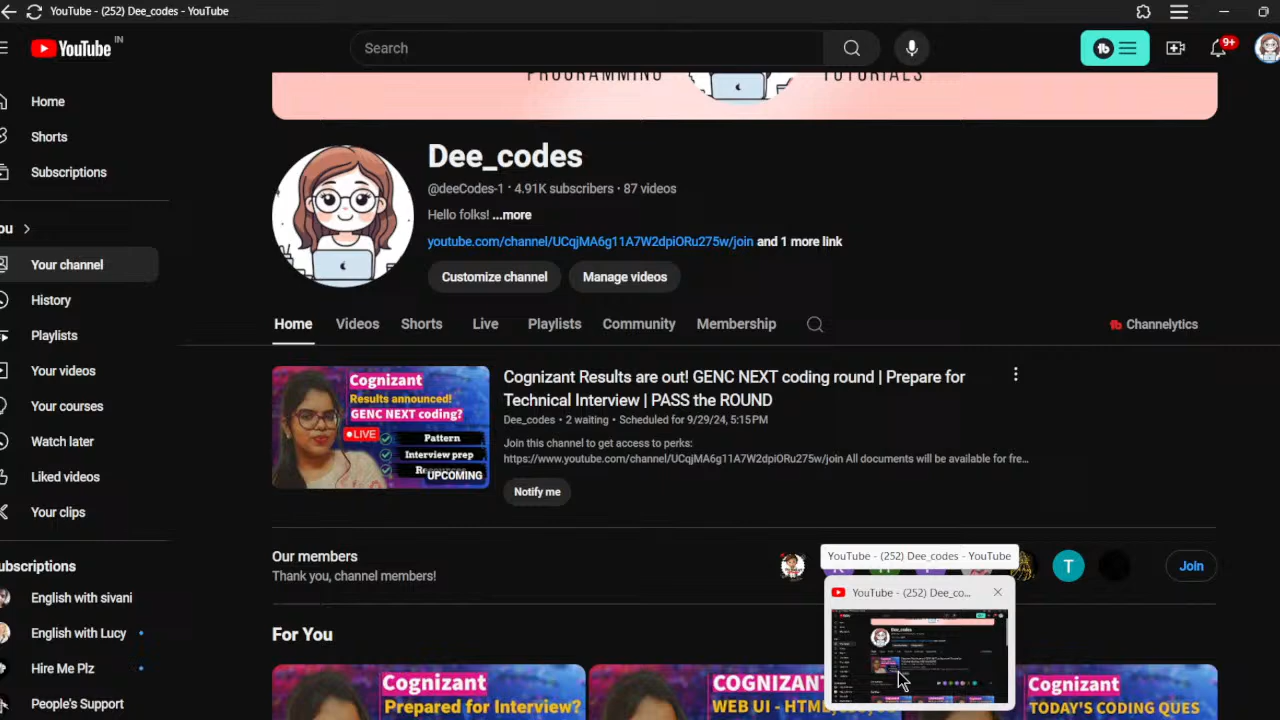 YouTube - (252) Dee_codes - YouTube
YouTube IN
Search
9+
PROGRAMMING TUTORIALS
Home
Shorts
Subscriptions
You
Your channel
History
Playlists
Your videos
Your courses
Watch later
Liked videos
Your clips
Subscriptions
English with sivani
English with Lucy
Hire Me Plz
People's Support
Dee_codes
@deeCodes-1 • 4.91K subscribers • 87 videos
Hello folks! ...more
youtube.com/channel/UCqjMA6g11A7W2dpiORu275w/join and 1 more link
Customize channel
Manage videos
Home Videos Shorts Live Playlists Community Membership
Channelytics
Cognizant
Results announced!
GENC NEXT coding?
LIVE
Pattern
Interview prep
UPCOMING
Cognizant Results are out! GENC NEXT coding round | Prepare for
Technical Interview | PASS the ROUND
Dee_codes • 2 waiting • Scheduled for 9/29/24, 5:15 PM
Join this channel to get access to perks:
https://www.youtube.com/channel/UCqjMA6g11A7W2dpiORu275w/join All documents will be available for fre...
Notify me
Our members
Thank you, channel members!
T
Join
YouTube - (252) Dee_codes - YouTube
YouTube - (252) Dee_co...
For You
Cognizant
Prepared for Interview?
COGNIZANT
WEB UI - HTML,
Cognizant
TODAY'S CODING QUES